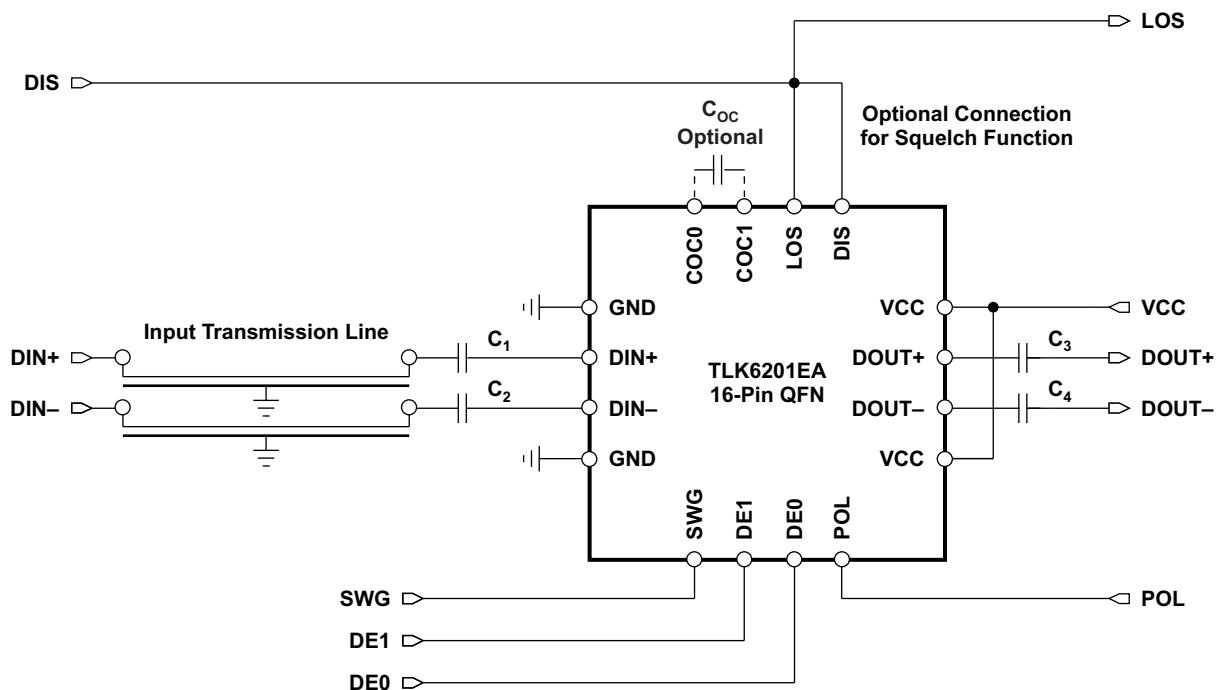 LOS
DIS
C_OC
Optional
Optional Connection
for Squelch Function
COC0
COC1
LOS
DIS
GND
VCC
VCC
Input Transmission Line
DIN+
C1
DIN+
TLK6201EA
16-Pin QFN
DOUT+
C3
DOUT+
DIN–
C2
DIN–
DOUT–
C4
DOUT–
GND
VCC
SWG
DE1
DE0
POL
SWG
POL
DE1
DE0